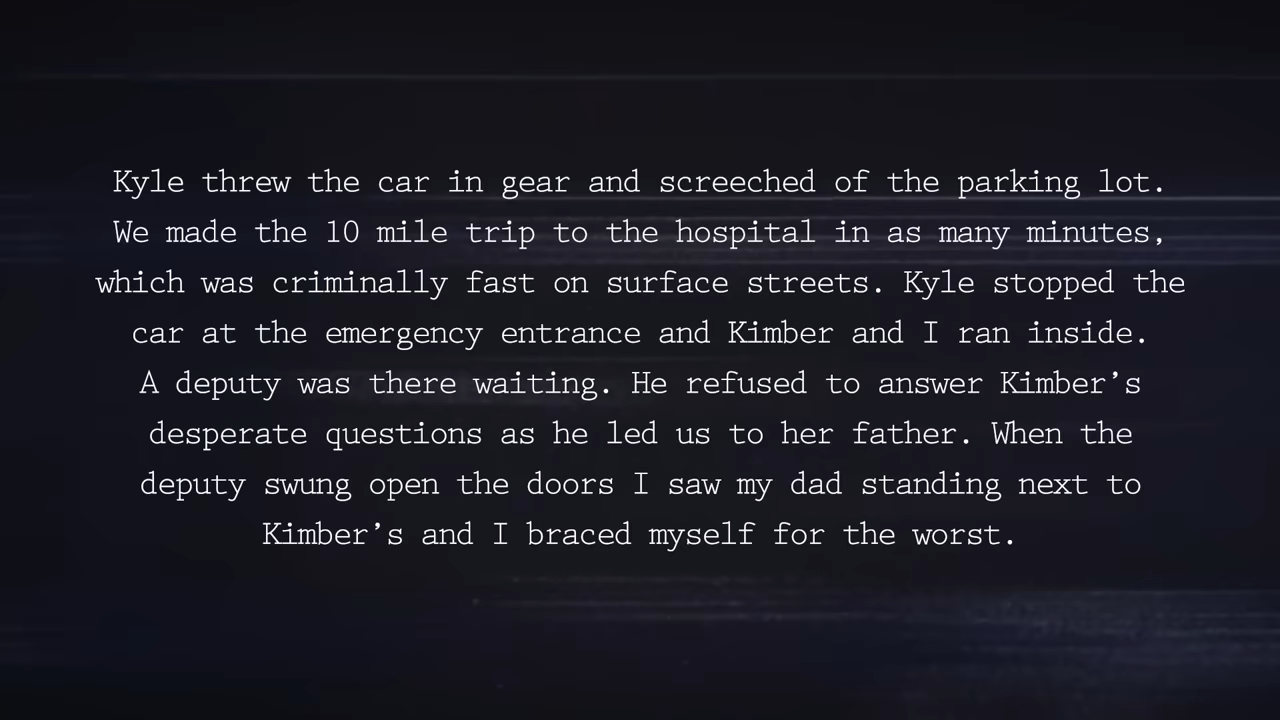 Kyle threw the car in gear and screeched of the parking lot.
We made the 10 mile trip to the hospital in as many minutes,
which was criminally fast on surface streets. Kyle stopped the
car at the emergency entrance and Kimber and I ran inside.
A deputy was there waiting. He refused to answer Kimber’s
desperate questions as he led us to her father. When the
deputy swung open the doors I saw my dad standing next to
Kimber’s and I braced myself for the worst.